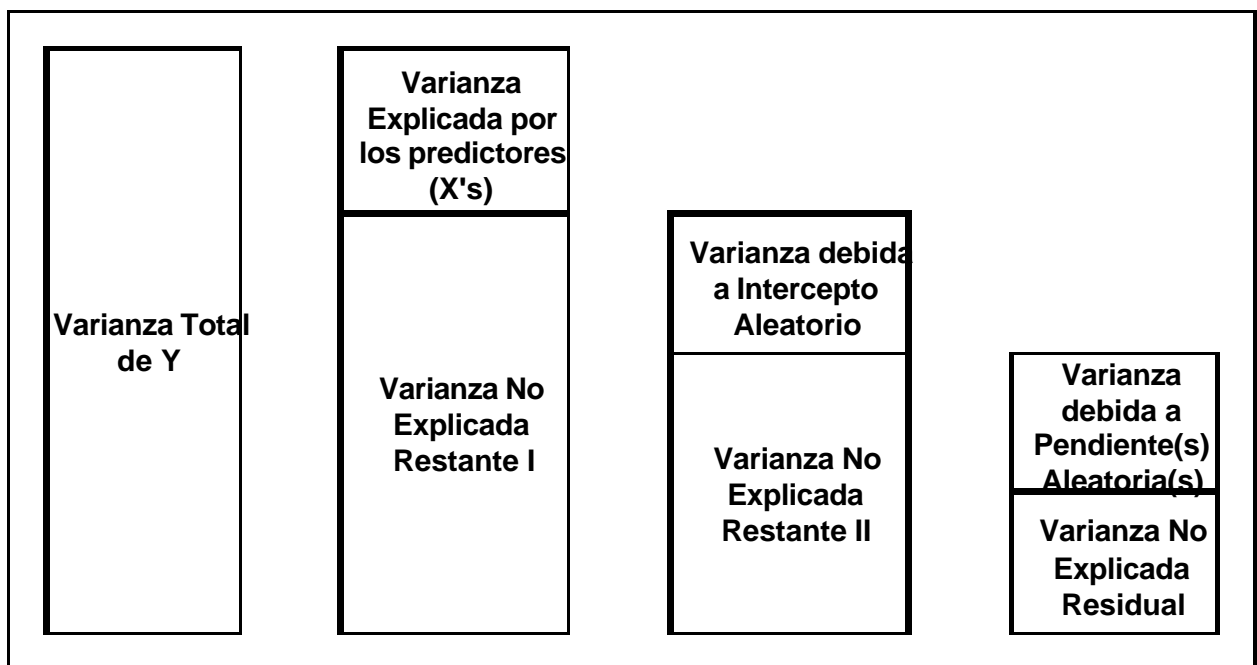 Varianza Total
de Y
Varianza
Explicada por
los predictores
(X's)
Varianza No
Explicada
Restante I
Varianza debida
a Intercepto
Aleatorio
Varianza No
Explicada
Restante II
Varianza
debida a
Pendiente(s)
Aleatoria(s)
Varianza No
Explicada
Residual